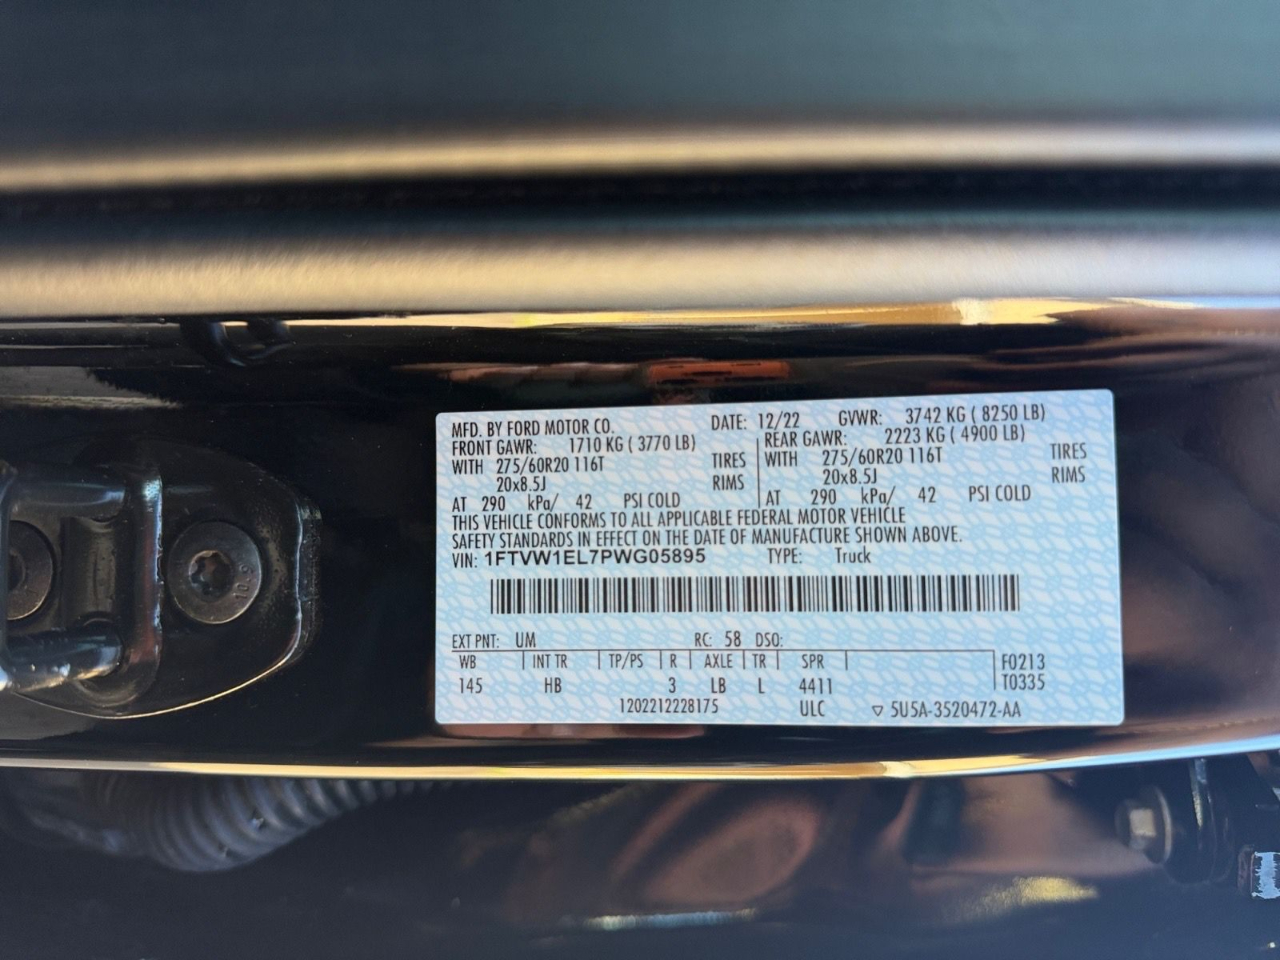 MFD. BY FORD MOTOR CO. DATE: 12/22 GVWR: 3742 KG ( 8250 LB)
FRONT GAWR: 1710 KG ( 3770 LB) REAR GAWR: 2223 KG ( 4900 LB)
WITH 275/60R20 116T TIRES WITH 275/60R20 116T TIRES
20x8.5J RIMS 20x8.5J RIMS
AT 290 kPa/ 42 PSI COLD AT 290 kPa/ 42 PSI COLD
THIS VEHICLE CONFORMS TO ALL APPLICABLE FEDERAL MOTOR VEHICLE
SAFETY STANDARDS IN EFFECT ON THE DATE OF MANUFACTURE SHOWN ABOVE.
VIN: 1FTVW1EL7PWG05895 TYPE: Truck
EXT PNT: UM RC: 58 DSO:
WB INT TR TP/PS R AXLE TR SPR F0213
145 HB 3 LB L 4411 T0335
1202212228175 ULC 5U5A-3520472-AA